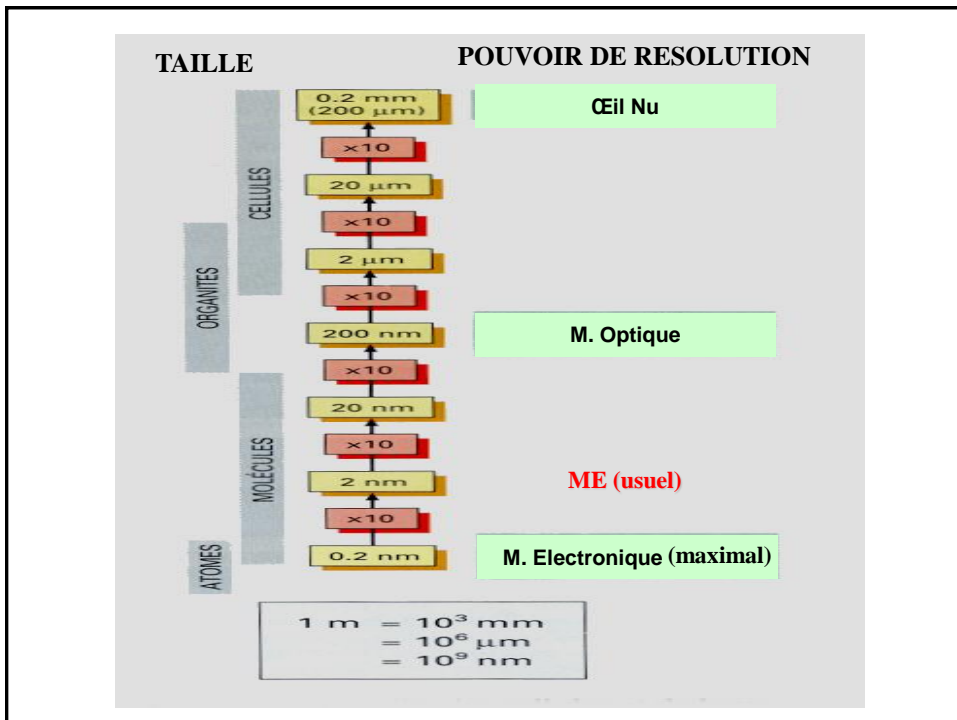 TAILLE
POUVOIR DE RESOLUTION
0.2 mm
(200 µm)
Œil Nu
x10
20 µm
x10
2 µm
x10
200 nm
M. Optique
x10
20 nm
x10
2 nm
ME (usuel)
x10
0.2 nm
M. Electronique (maximal)
CELLULES
ORGANITES
MOLÉCULES
ATOMES
1 m = 10³ mm
= 10⁶ µm
= 10⁹ nm